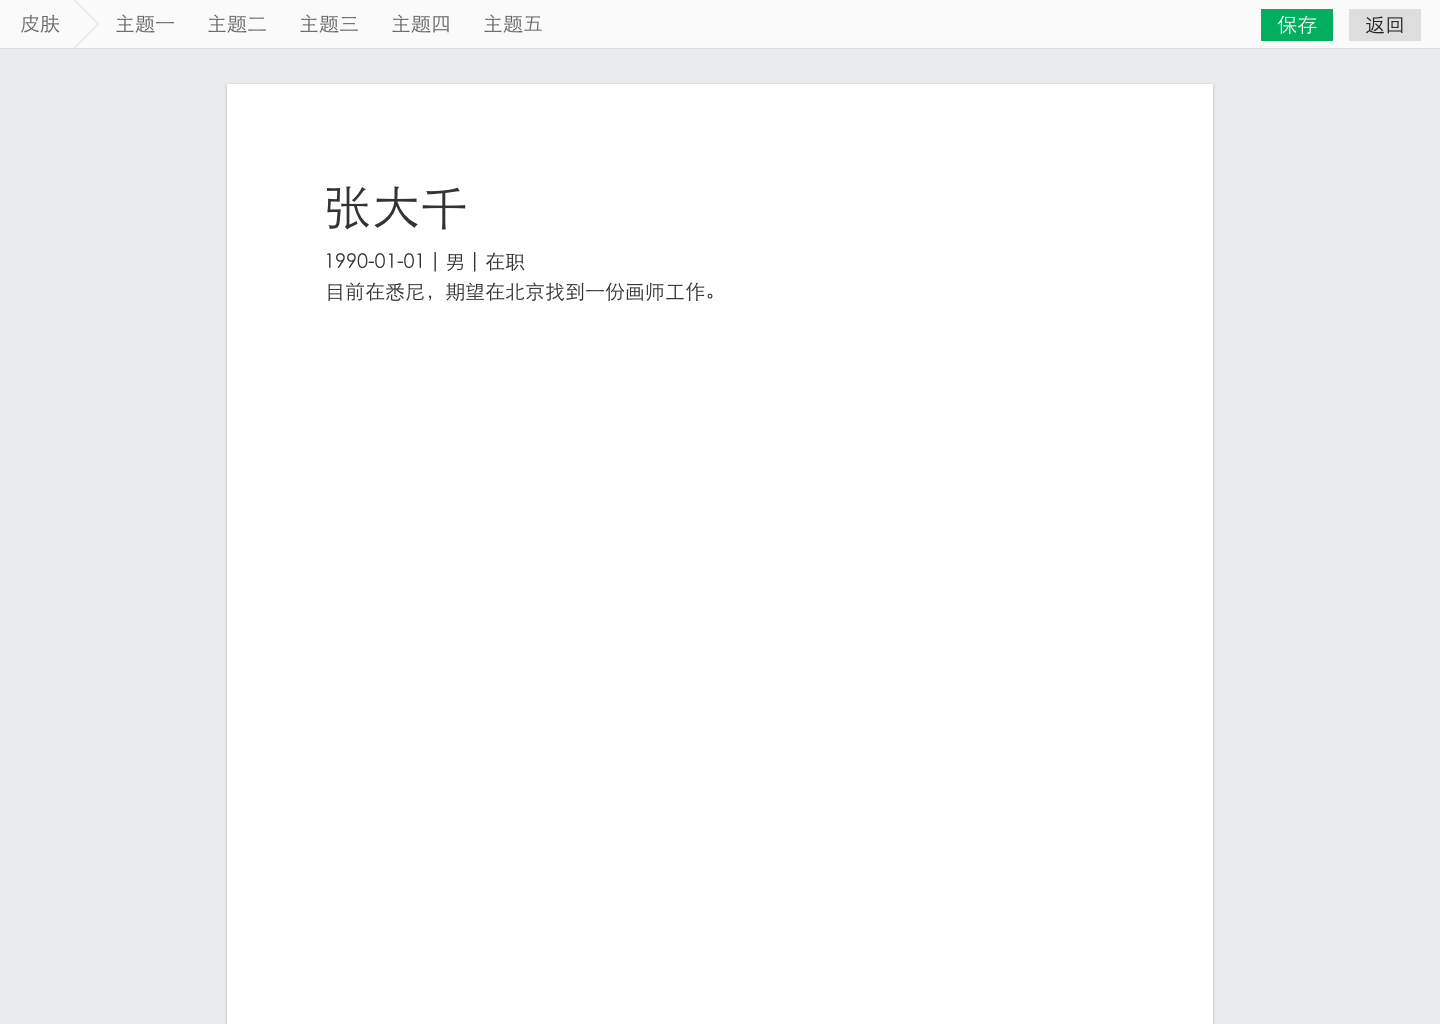 皮肤 主题一 主题二 主题三 主题四 主题五 保存 返回
张大千
1990-01-01 | 男 | 在职
目前在悉尼，期望在北京找到一份画师工作。